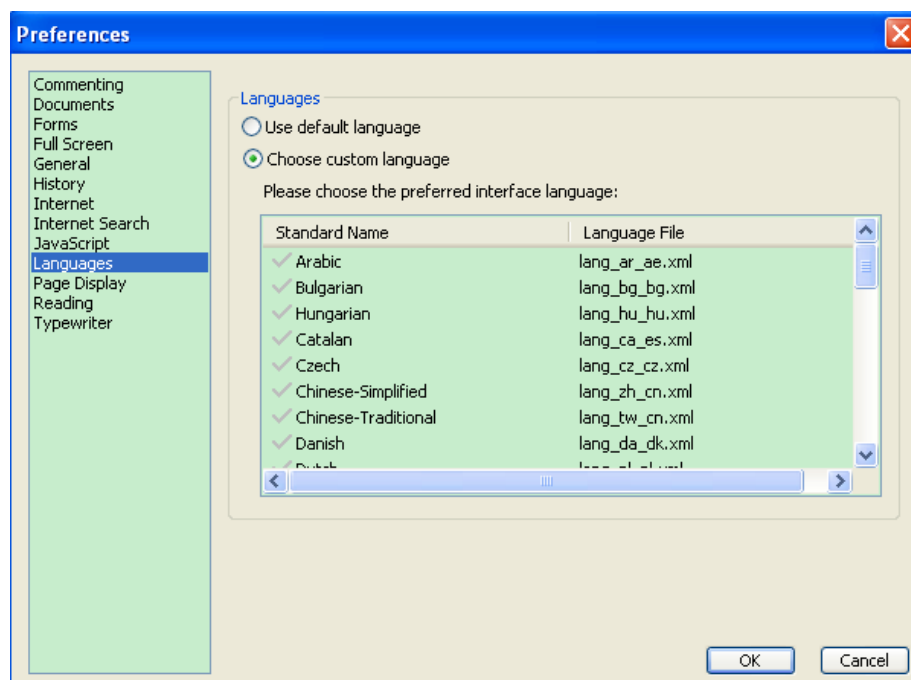 Preferences
Commenting
Documents
Forms
Full Screen
General
History
Internet
Internet Search
JavaScript
Languages
Page Display
Reading
Typewriter
Languages
Use default language
Choose custom language
Please choose the preferred interface language:
Standard Name Language File
Arabic lang_ar_ae.xml
Bulgarian lang_bg_bg.xml
Hungarian lang_hu_hu.xml
Catalan lang_ca_es.xml
Czech lang_cz_cz.xml
Chinese-Simplified lang_zh_cn.xml
Chinese-Traditional lang_tw_cn.xml
Danish lang_da_dk.xml
OK Cancel